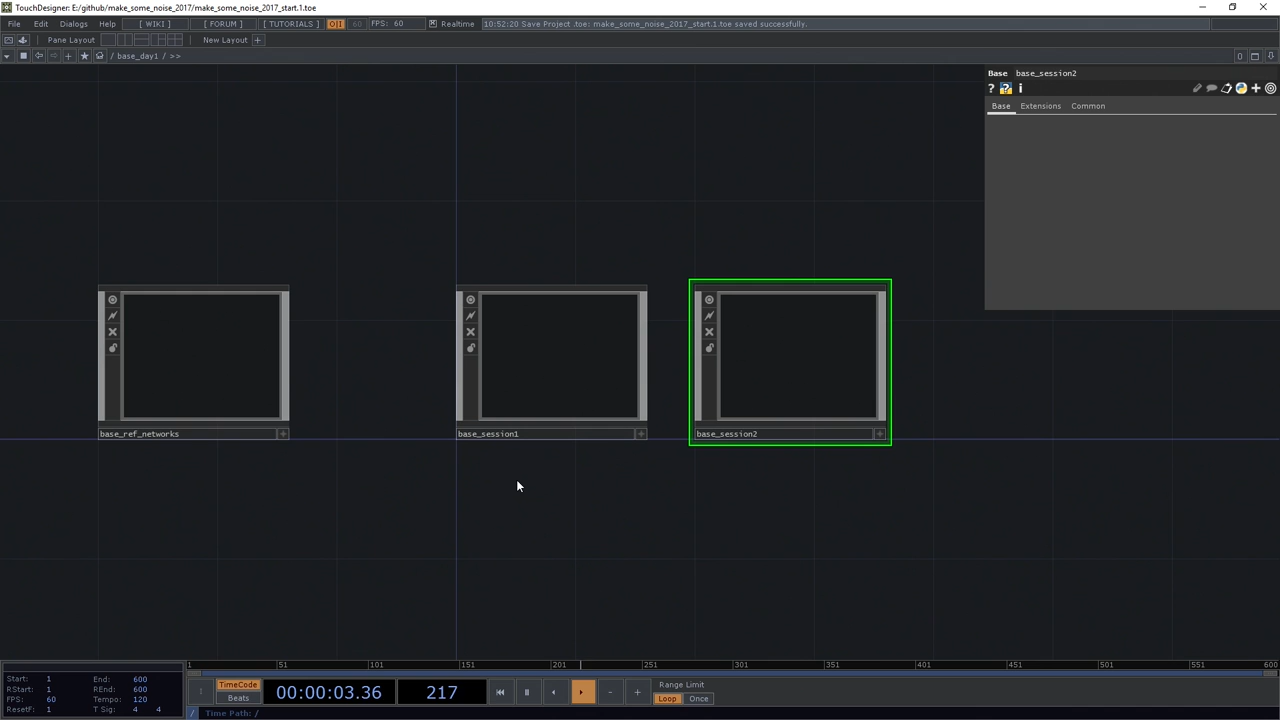 TouchDesigner: E:/github/make_some_noise_2017/make_some_noise_2017_start.1.toe
File Edit Dialogs Help [ WIKI ] [ FORUM ] [ TUTORIALS ] O|I 60 FPS: 60 Realtime 10:52:20 Save Project .toe: make_some_noise_2017_start.1.toe saved successfully.
Pane Layout New Layout +
/ base_day1 / >> 0
Base base_session2
? ? i
Base Extensions Common
base_ref_networks
base_session1
base_session2
1 51 101 151 201 251 301 351 401 451 501 551 600
Start: 1 End: 600
RStart: 1 REnd: 600
FPS: 60 Tempo: 120
ResetF: 1 T Sig: 4 4
TimeCode
Beats
00:00:03.36 217
- +
Range Limit
Loop Once
/ Time Path: /